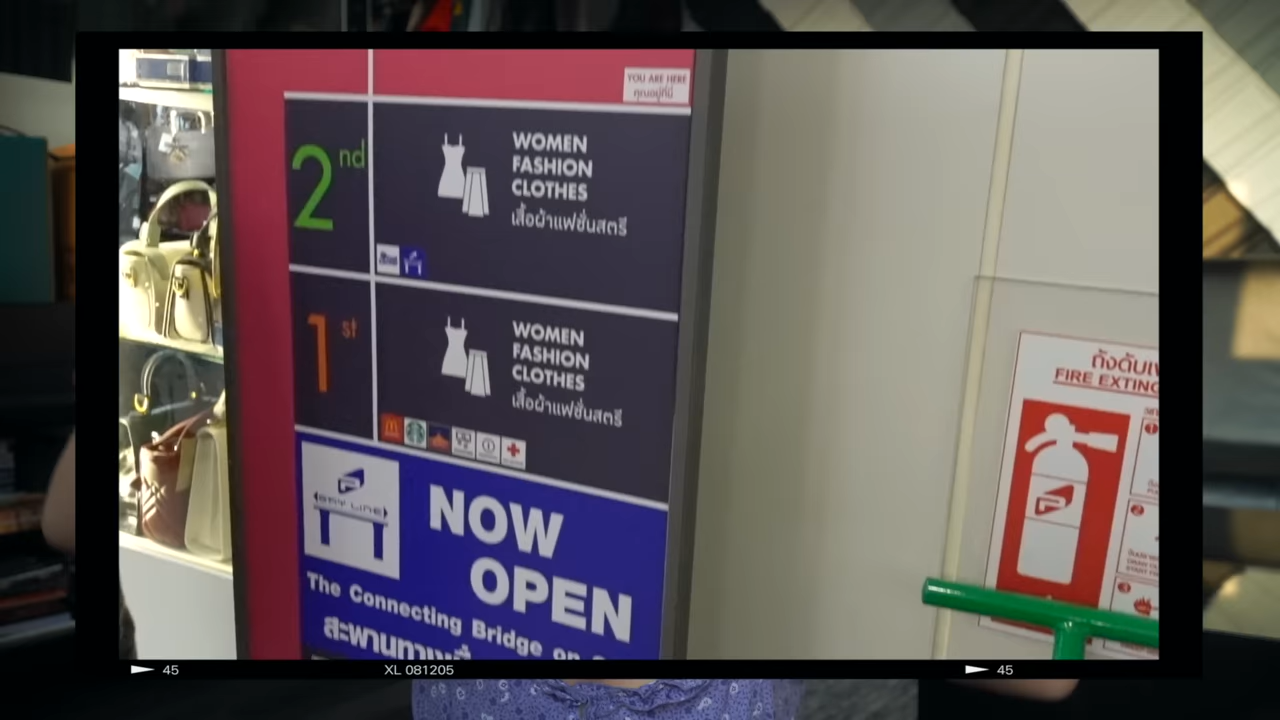 YOU ARE HERE
คุณอยู่ที่นี่
2nd
WOMEN
FASHION
CLOTHES
เสื้อผ้าแฟชั่นสตรี
1st
WOMEN
FASHION
CLOTHES
เสื้อผ้าแฟชั่นสตรี
SKY LINE
NOW
OPEN
The Connecting Bridge on
ถังดับเ
FIRE EXTING
45
XL 081205
45